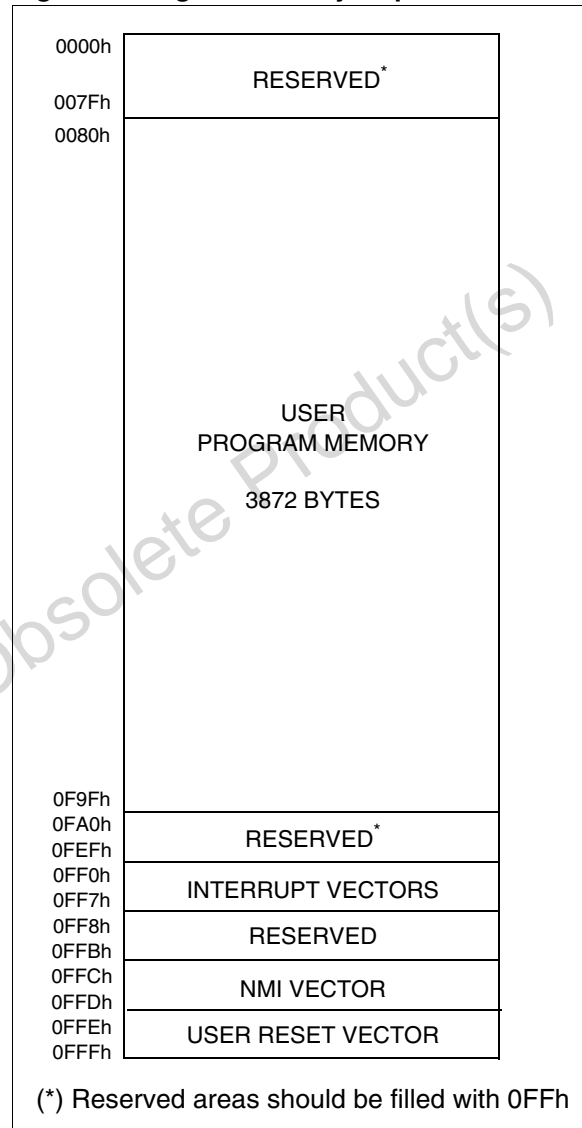 0000h
RESERVED*
007Fh
0080h
Obsolete Product(s)
USER
PROGRAM MEMORY
3872 BYTES
0F9Fh
0FA0h
RESERVED*
0FEFh
0FF0h
INTERRUPT VECTORS
0FF7h
0FF8h
RESERVED
0FFBh
0FFCh
NMI VECTOR
0FFDh
0FFEh
USER RESET VECTOR
0FFFh
(*) Reserved areas should be filled with 0FFh